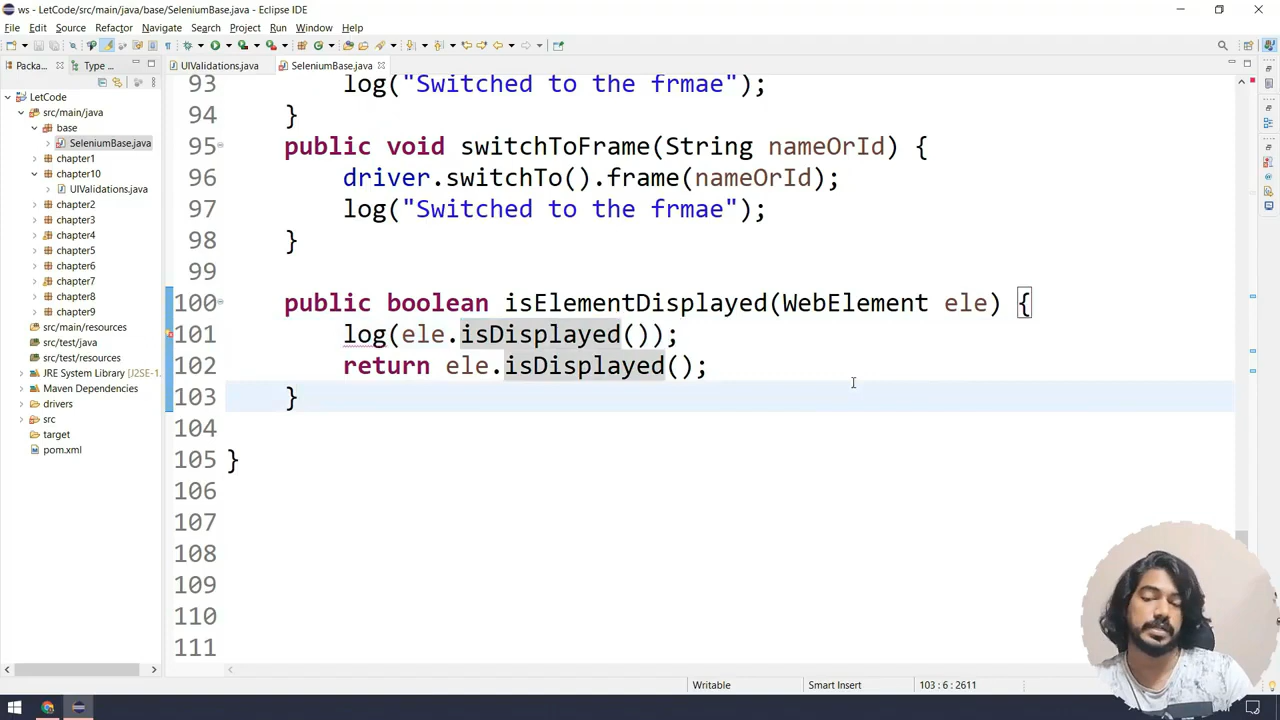 ws - LetCode/src/main/java/base/SeleniumBase.java - Eclipse IDE
File Edit Source Refactor Navigate Search Project Run Window Help
Packa... Type ... UIValidations.java SeleniumBase.java
LetCode
src/main/java
base
SeleniumBase.java
chapter1
chapter10
UIValidations.java
chapter2
chapter3
chapter4
chapter5
chapter6
chapter7
chapter8
chapter9
src/main/resources
src/test/java
src/test/resources
JRE System Library [J2SE-1.
Maven Dependencies
drivers
src
target
pom.xml
93 log("Switched to the frmae");
94 }
95 public void switchToFrame(String nameOrId) {
96 driver.switchTo().frame(nameOrId);
97 log("Switched to the frmae");
98 }
99
100 public boolean isElementDisplayed(WebElement ele) {
101 log(ele.isDisplayed());
102 return ele.isDisplayed();
103 }
104
105 }
106
107
108
109
110
111
Writable Smart Insert 103 : 6 : 2611